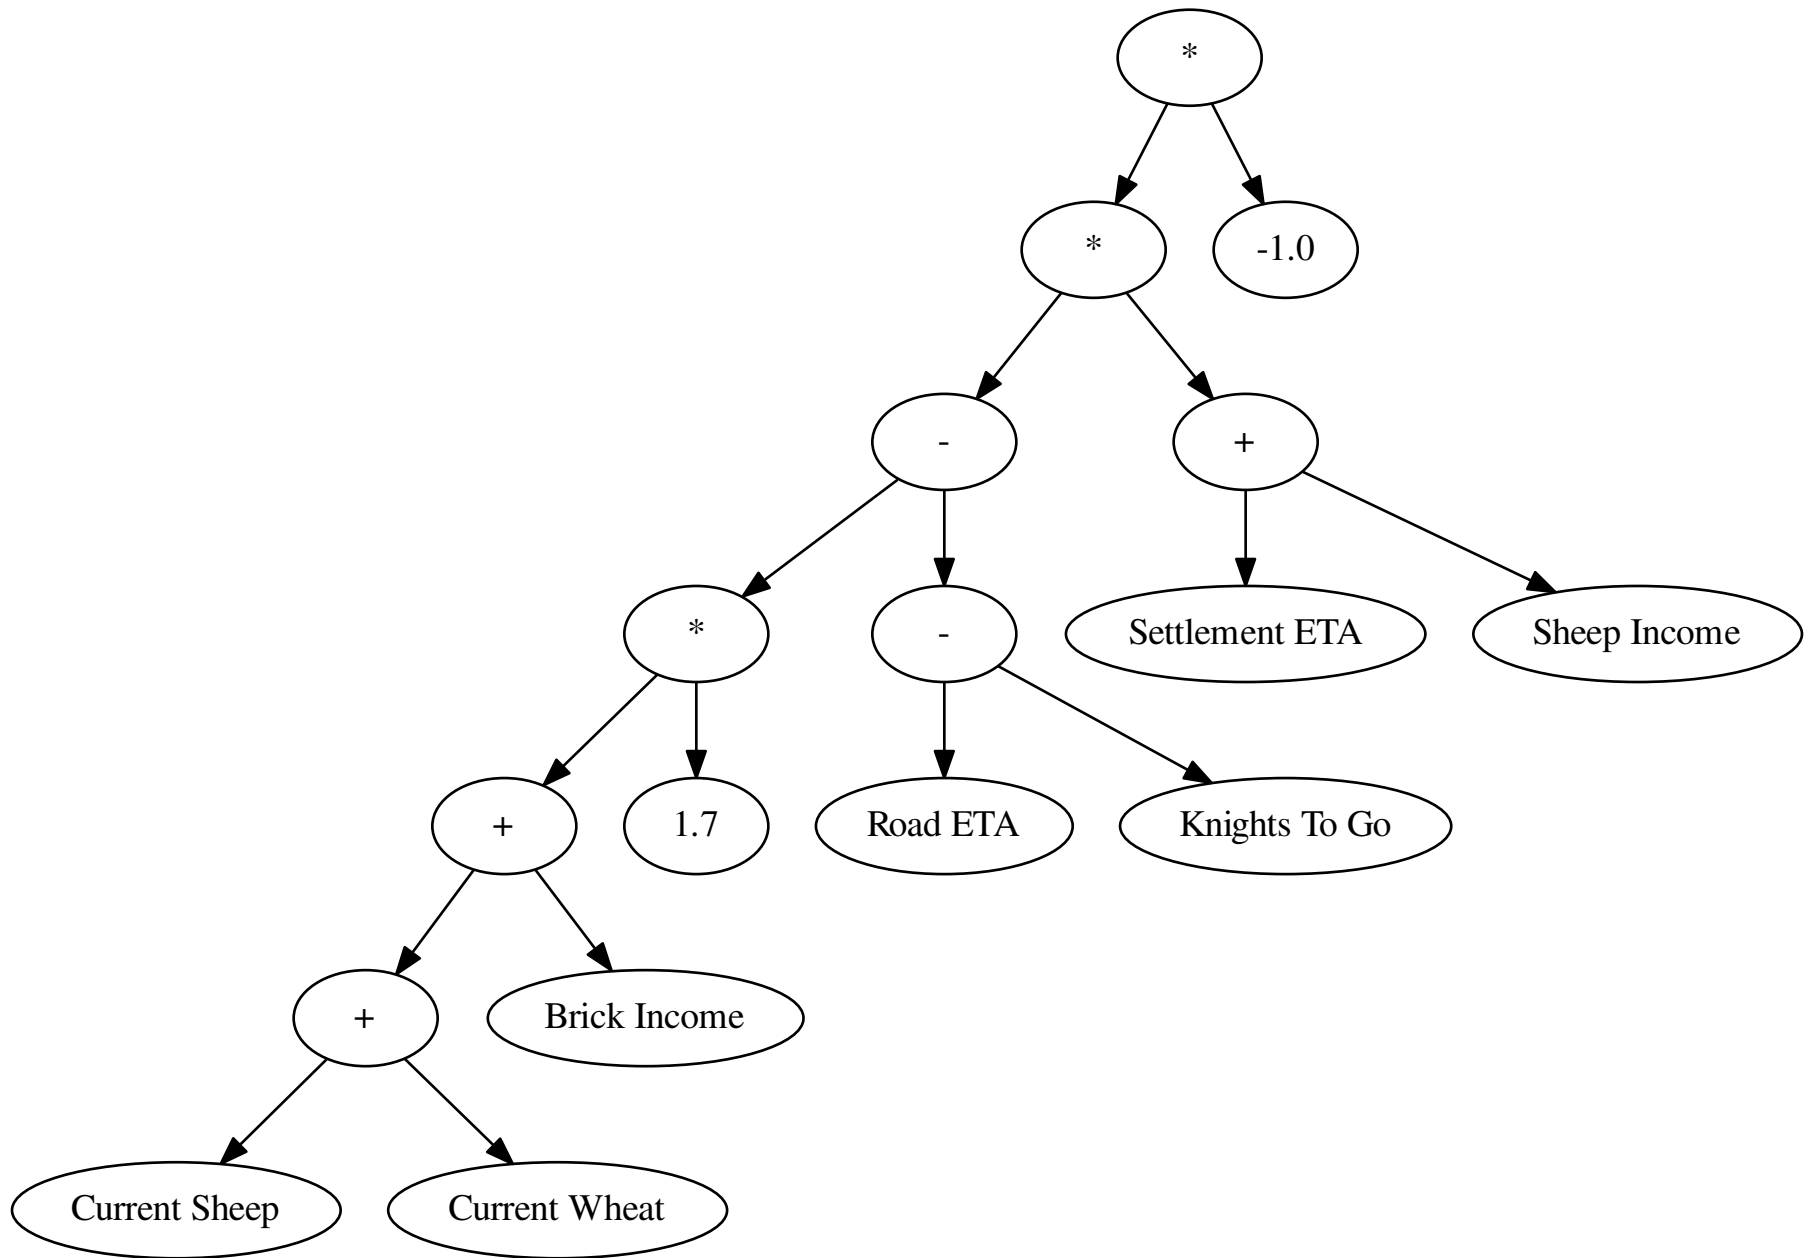 *
*
-1.0
-
+
*
-
Settlement ETA
Sheep Income
+
1.7
Road ETA
Knights To Go
+
Brick Income
Current Sheep
Current Wheat